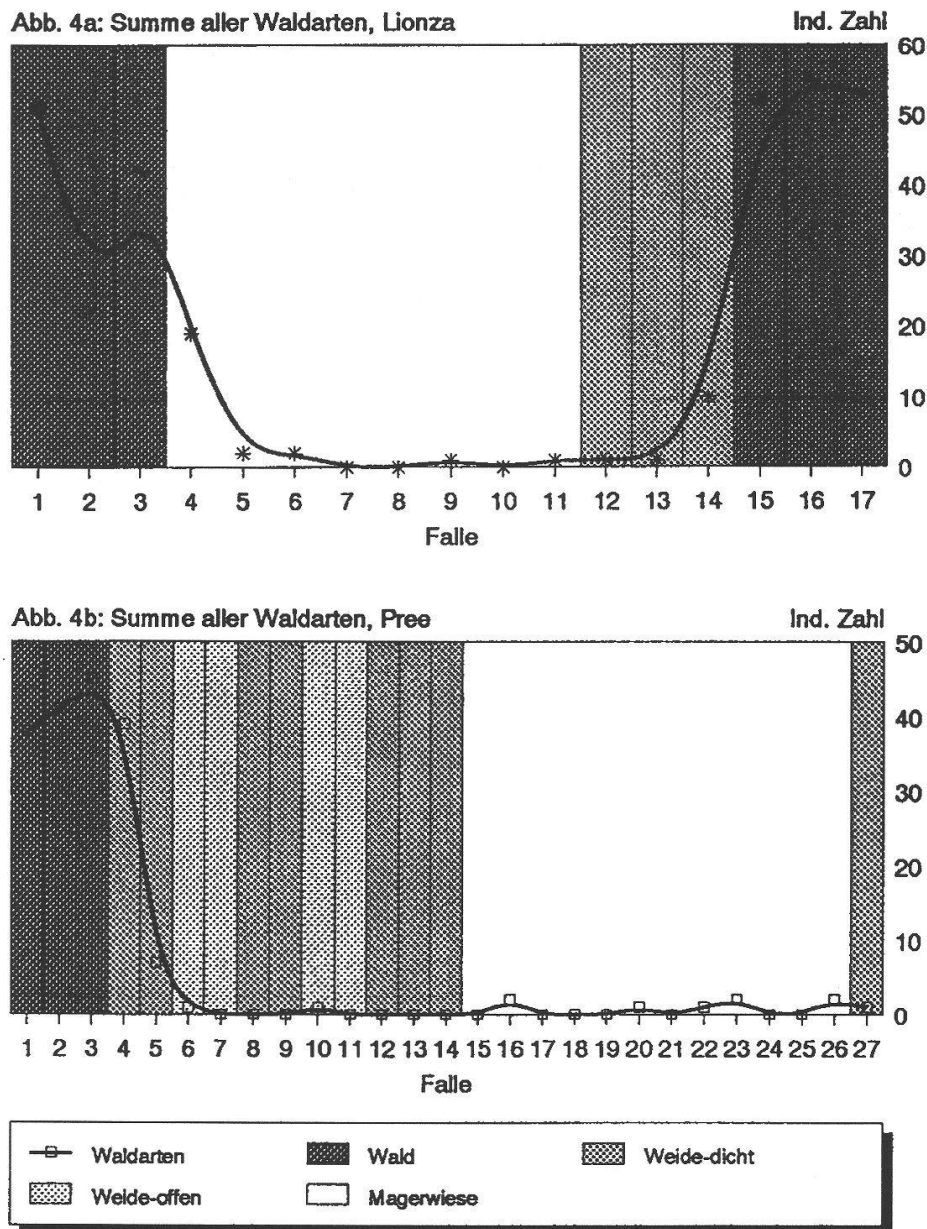 Abb. 4a: Summe aller Waldarten, Lionza Ind. Zahl
60
50
40
30
20
10
0
1 2 3 4 5 6 7 8 9 10 11 12 13 14 15 16 17
Falle
Abb. 4b: Summe aller Waldarten, Pree Ind. Zahl
50
40
30
20
10
0
1 2 3 4 5 6 7 8 9 10 11 12 13 14 15 16 17 18 19 20 21 22 23 24 25 26 27
Falle
Waldarten Wald Weide-dicht
Weide-offen Magerwiese